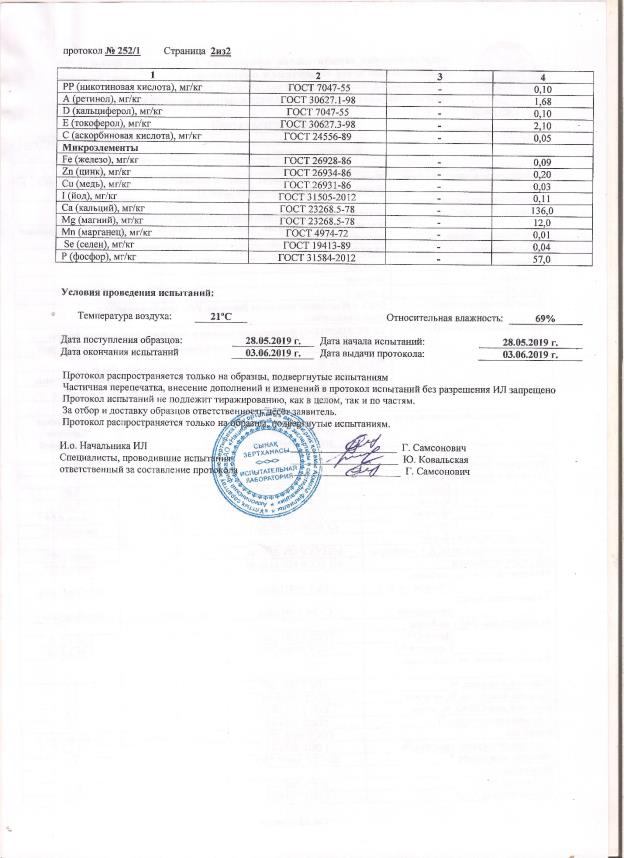 протокол № 252/1 Страница 2из2
1 2 3 4
РР (никотиновая кислота), мг/кг ГОСТ 7047-55 - 0,10
А (ретинол), мг/кг ГОСТ 30627.1-98 - 1,68
D (кальциферол), мг/кг ГОСТ 7047-55 - 0,10
Е (токоферол), мг/кг ГОСТ 30627.3-98 - 2,10
С (аскорбиновая кислота), мг/кг ГОСТ 24556-89 - 0,05
Микроэлементы
Fe (железо), мг/кг ГОСТ 26928-86 - 0,09
Zn (цинк), мг/кг ГОСТ 26934-86 - 0,20
Cu (медь), мг/кг ГОСТ 26931-86 - 0,03
I (йод), мг/кг ГОСТ 31505-2012 - 0,11
Ca (кальций), мг/кг ГОСТ 23268.5-78 - 136,0
Mg (магний), мг/кг ГОСТ 23268.5-78 - 12,0
Mn (марганец), мг/кг ГОСТ 4974-72 - 0,01
Se (селен), мг/кг ГОСТ 19413-89 - 0,04
P (фосфор), мг/кг ГОСТ 31584-2012 - 57,0
Условия проведения испытаний:
Температура воздуха: 21°С Относительная влажность: 69%
Дата поступления образцов: 28.05.2019 г. Дата начала испытаний: 28.05.2019 г.
Дата окончания испытаний 03.06.2019 г. Дата выдачи протокола: 03.06.2019 г.
Протокол распространяется только на образцы, подвергнутые испытаниям
Частичная перепечатка, внесение дополнений и изменений в протокол испытаний без разрешения ИЛ запрещено
Протокол испытаний не подлежит тиражированию, как в целом, так и по частям.
За отбор и доставку образцов ответственность несет заявитель.
Протокол распространяется только на образцы, подвергнутые испытаниям.
И.о. Начальника ИЛ Г. Самсонович
Специалисты, проводившие испытания Ю. Ковальская
ответственный за составление протокола Г. Самсонович
СЫНАҚ
ЗЕРТХАНАСЫ
ИСПЫТАТЕЛЬНАЯ
ЛАБОРАТОРИЯ